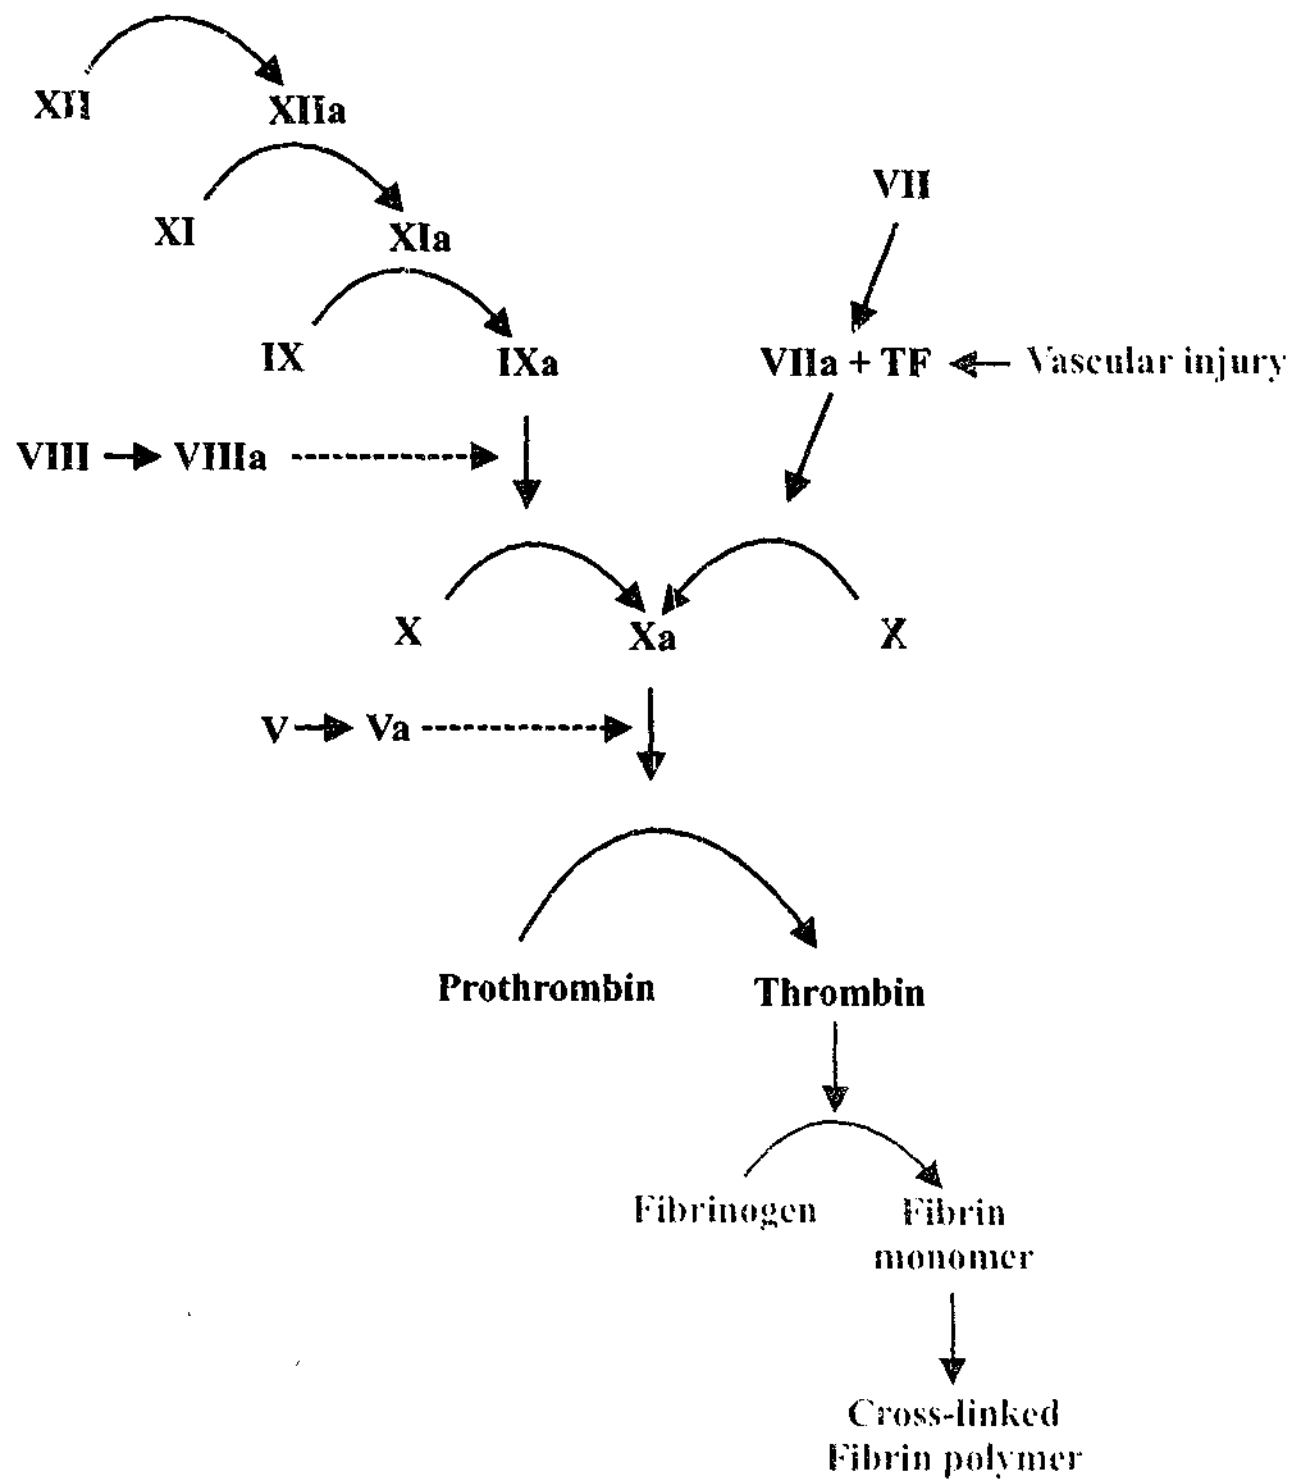 XII
XIIa
VII
XI
XIa
IX
IXa
VIIa + TF
Vascular injury
VIII
VIIIa
X
Xa
X
V
Va
Prothrombin
Thrombin
Fibrinogen
Fibrin
monomer
Cross-linked
Fibrin polymer